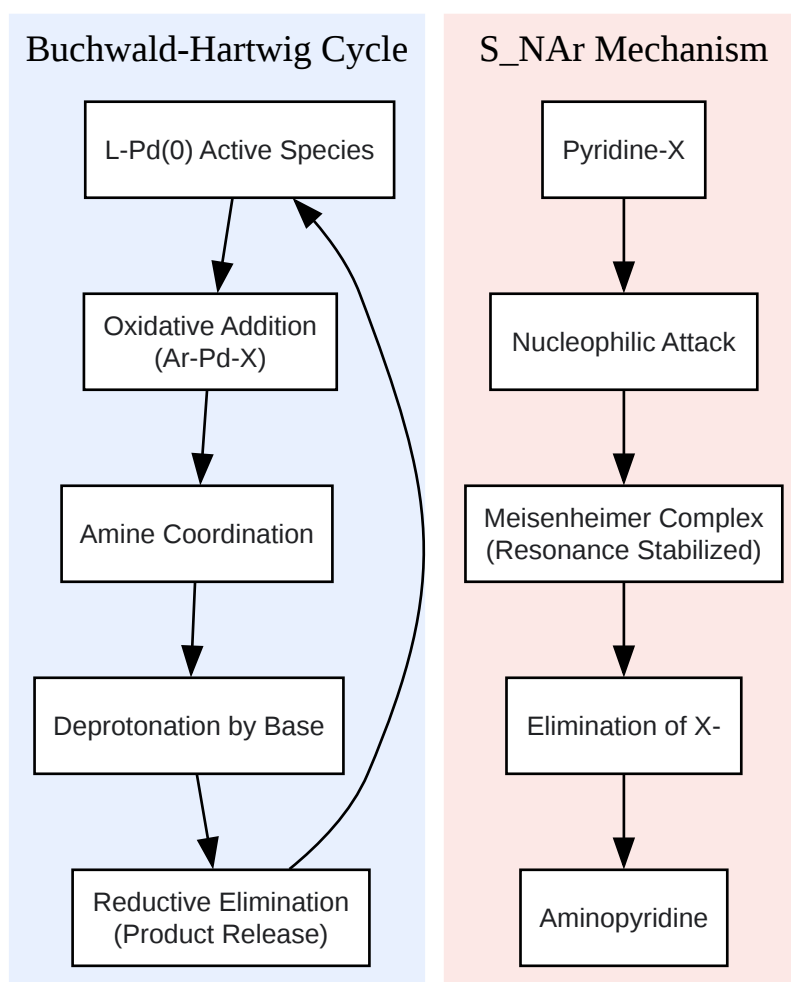 Buchwald-Hartwig Cycle
L-Pd(0) Active Species
Oxidative Addition
(Ar-Pd-X)
Amine Coordination
Deprotonation by Base
Reductive Elimination
(Product Release)
S_NAr Mechanism
Pyridine-X
Nucleophilic Attack
Meisenheimer Complex
(Resonance Stabilized)
Elimination of X-
Aminopyridine